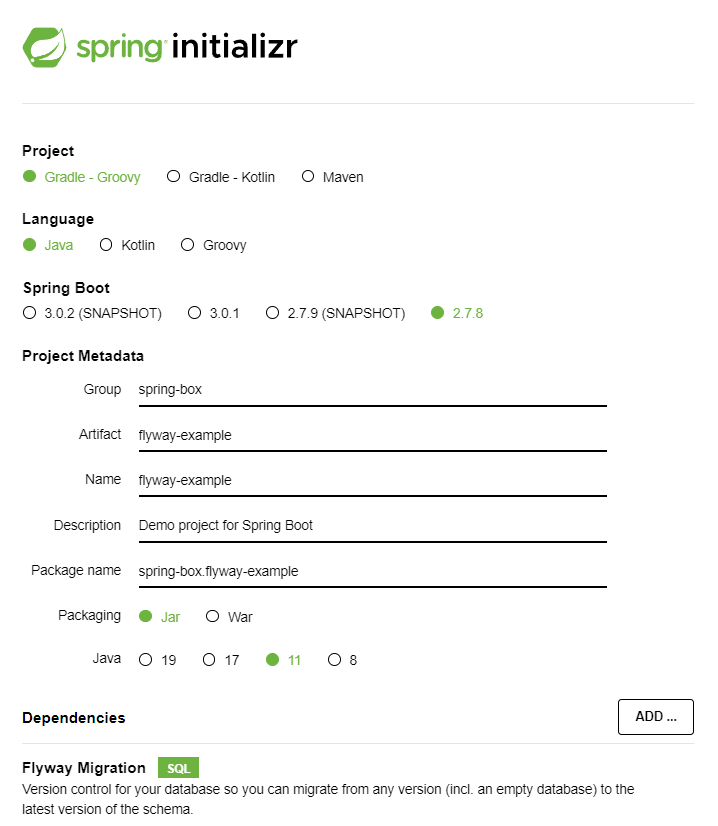 spring initializr
Project
Gradle - Groovy Gradle - Kotlin Maven
Language
Java Kotlin Groovy
Spring Boot
3.0.2 (SNAPSHOT) 3.0.1 2.7.9 (SNAPSHOT) 2.7.8
Project Metadata
Group spring-box
Artifact flyway-example
Name flyway-example
Description Demo project for Spring Boot
Package name spring-box.flyway-example
Packaging Jar War
Java 19 17 11 8
Dependencies ADD ...
Flyway Migration SQL
Version control for your database so you can migrate from any version (incl. an empty database) to the
latest version of the schema.